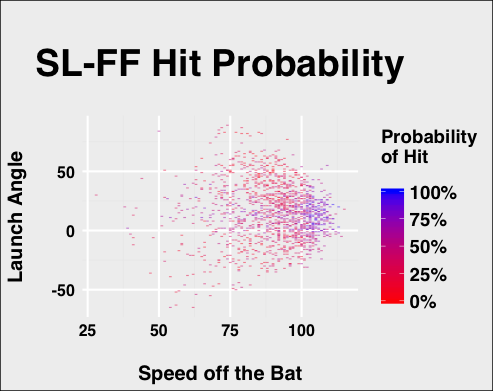 SL-FF Hit Probability
Launch Angle
50
0
-50
25 50 75 100
Speed off the Bat
Probability
of Hit
100%
75%
50%
25%
0%